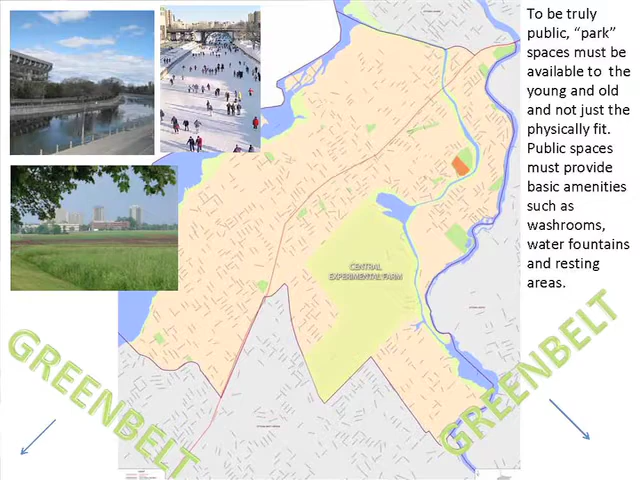 To be truly
public, “park”
spaces must be
available to the
young and old
and not just the
physically fit.
Public spaces
must provide
basic amenities
such as
washrooms,
water fountains
and resting
areas.
CENTRAL
EXPERIMENTAL FARM
GREENBELT
GREENBELT